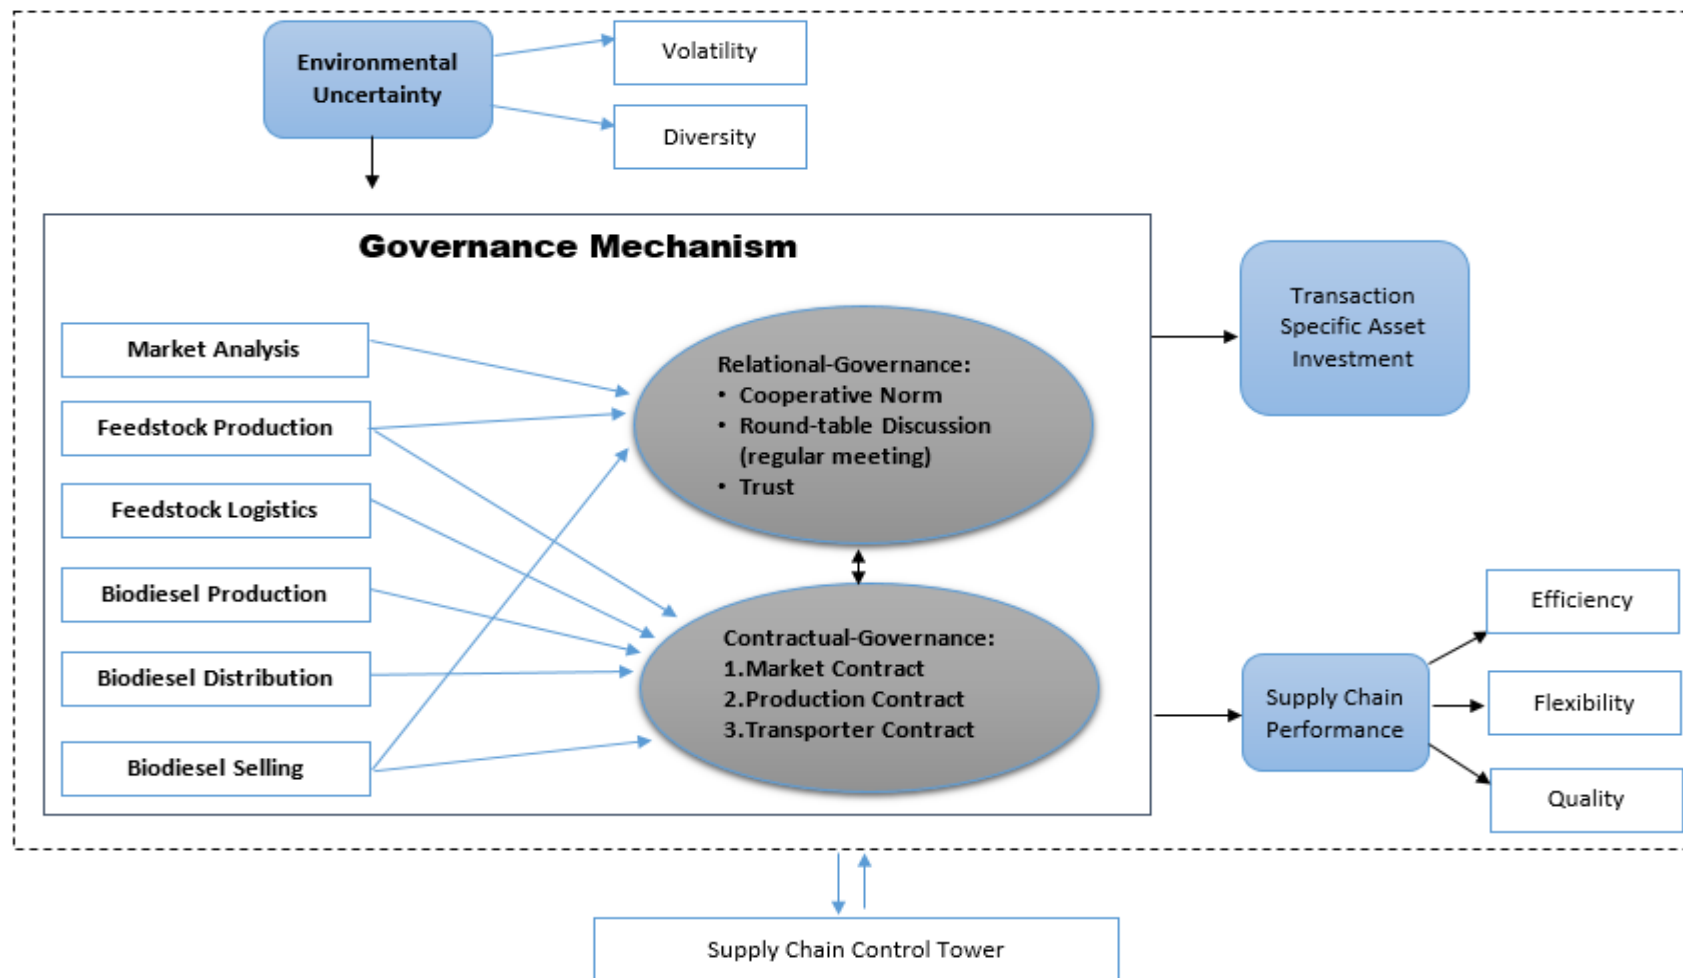 Environmental
Uncertainty
Volatility
Diversity
Governance Mechanism
Market Analysis
Feedstock Production
Feedstock Logistics
Biodiesel Production
Biodiesel Distribution
Biodiesel Selling
Relational-Governance:
• Cooperative Norm
• Round-table Discussion
(regular meeting)
• Trust
Contractual-Governance:
1.Market Contract
2.Production Contract
3.Transporter Contract
Transaction
Specific Asset
Investment
Supply Chain
Performance
Efficiency
Flexibility
Quality
Supply Chain Control Tower